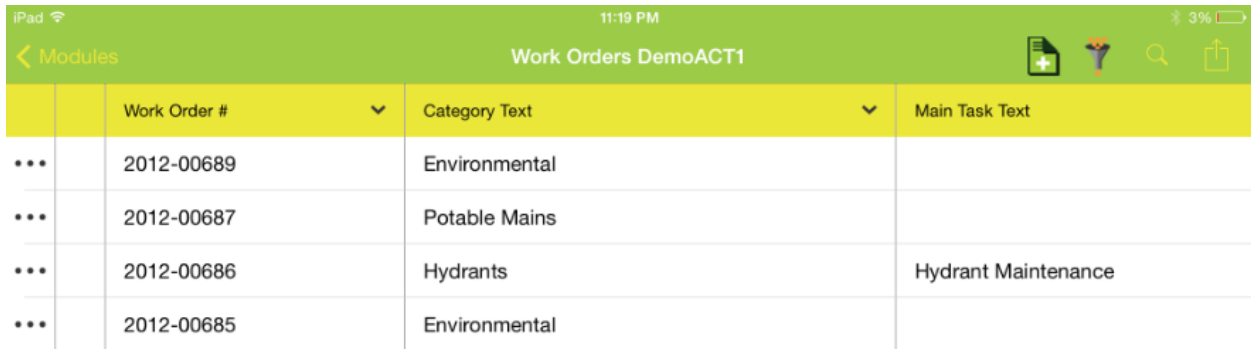 iPad 11:19 PM 3%
Modules Work Orders DemoACT1
Work Order # Category Text Main Task Text
2012-00689 Environmental
2012-00687 Potable Mains
2012-00686 Hydrants Hydrant Maintenance
2012-00685 Environmental